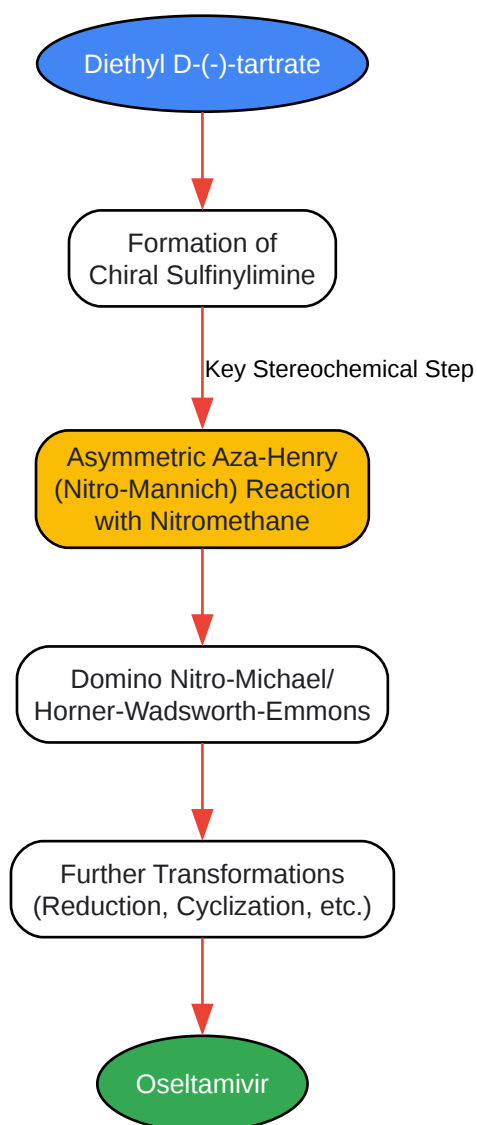 Diethyl D-(-)-tartrate
Formation of
Chiral Sulfinylimine
Key Stereochemical Step
Asymmetric Aza-Henry
(Nitro-Mannich) Reaction
with Nitromethane
Domino Nitro-Michael/
Horner-Wadsworth-Emmons
Further Transformations
(Reduction, Cyclization, etc.)
Oseltamivir